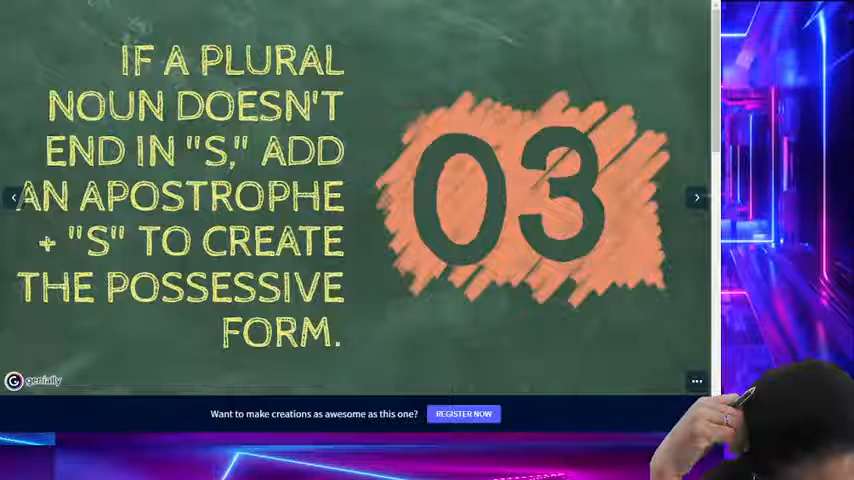 IF A PLURAL
NOUN DOESN'T
END IN "S," ADD
AN APOSTROPHE
+ "S" TO CREATE
THE POSSESSIVE
FORM.
03
genially
Want to make creations as awesome as this one? REGISTER NOW